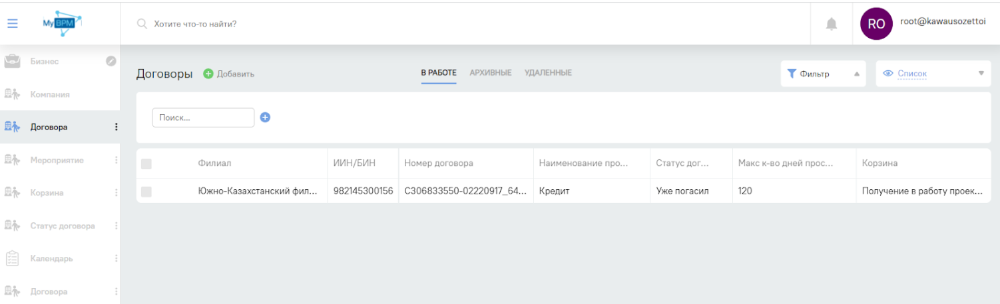 MyBPM
Хотите что-то найти?
RO
root@kawausozettoi
Бизнес
Компания
Договора
Мероприятие
Корзина
Статус договора
Календарь
Договора
Договоры
Добавить
В РАБОТЕ
АРХИВНЫЕ
УДАЛЕННЫЕ
Фильтр
Список
Поиск...
Филиал ИИН/БИН Номер договора Наименование про... Статус дог... Макс к-во дней прос... Корзина
Южно-Казахстанский фил... 982145300156 C306833550-02220917_64... Кредит Уже погасил 120 Получение в работу проек...